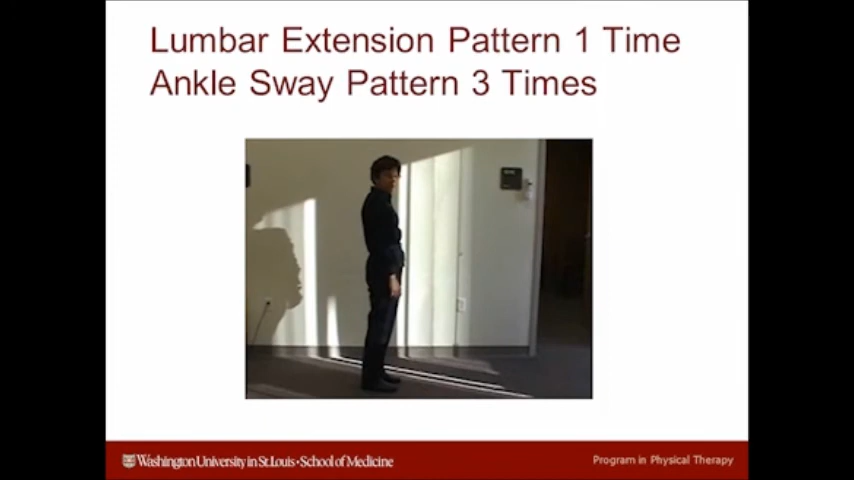 Lumbar Extension Pattern 1 Time
Ankle Sway Pattern 3 Times
Washington University in St. Louis • School of Medicine
Program in Physical Therapy